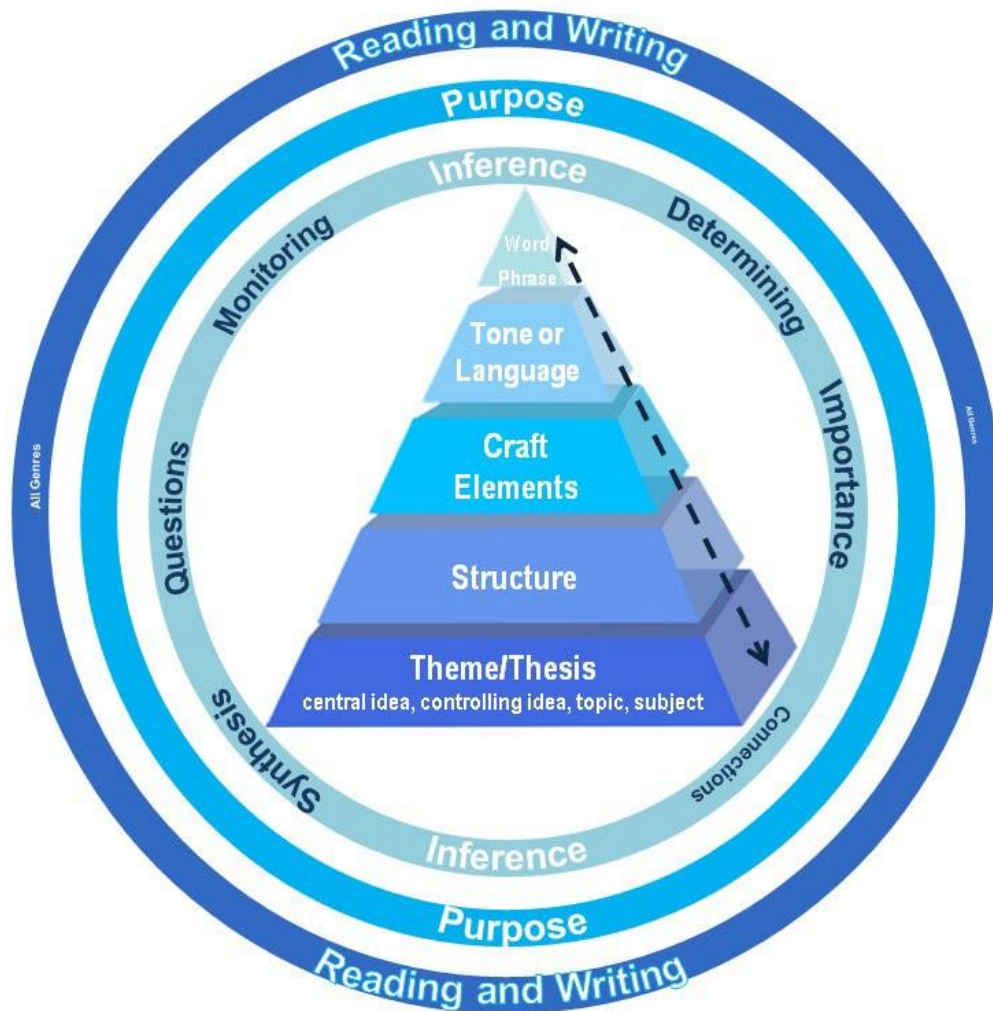 Reading and Writing
Purpose
Inference
Monitoring
Determining
Importance
Questions
Synthesis
Connections
All Genres
All Genres
Word
Phrase
Tone or
Language
Craft
Elements
Structure
Theme/Thesis
central idea, controlling idea, topic, subject
Inference
Purpose
Reading and Writing